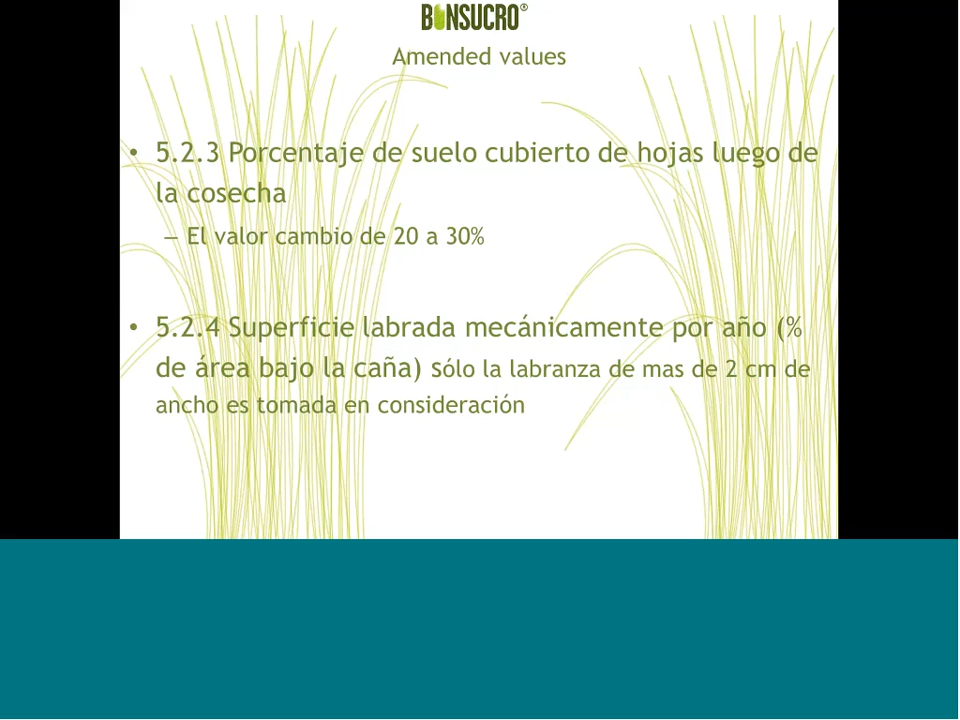 BONSUCRO®
Amended values
• 5.2.3 Porcentaje de suelo cubierto de hojas luego de
la cosecha
– El valor cambio de 20 a 30%
• 5.2.4 Superficie labrada mecánicamente por año (%
de área bajo la caña) sólo la labranza de mas de 2 cm de
ancho es tomada en consideración